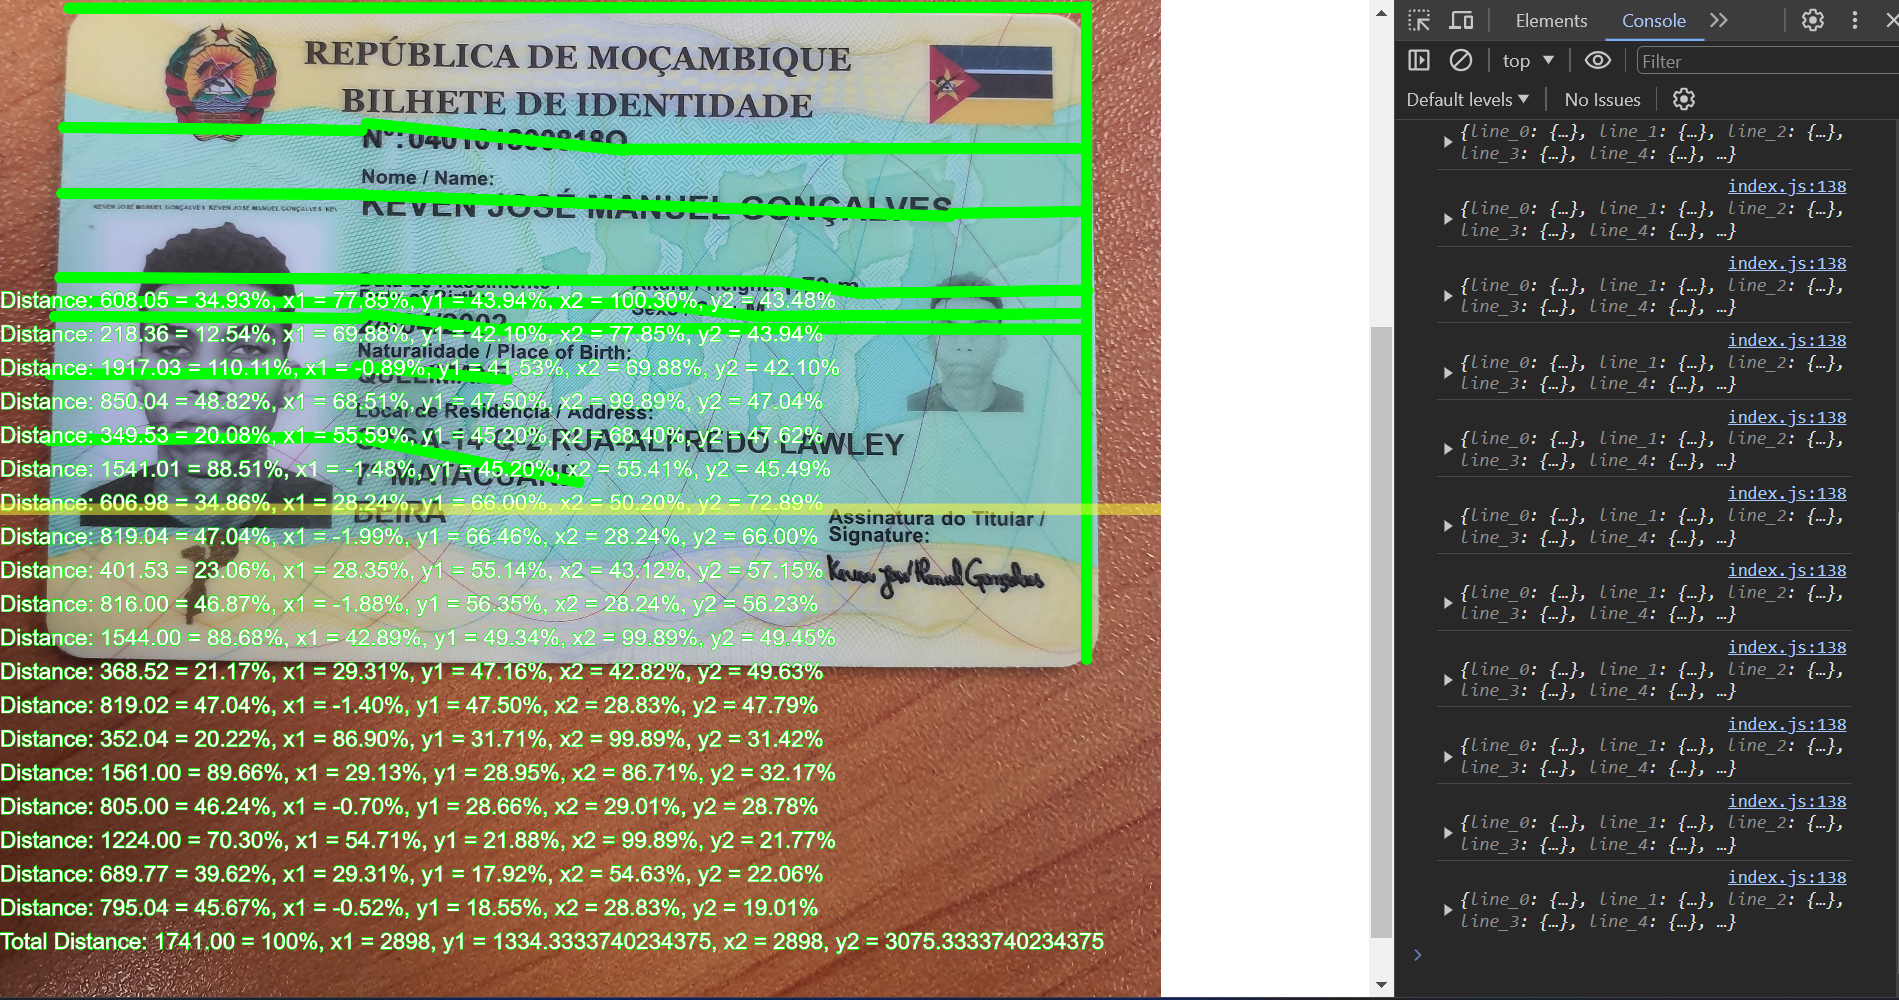 REPÚBLICA DE MOÇAMBIQUE
BILHETE DE IDENTIDADE
Nº:
Nome / Name:
KEVEN JOSÉ MANUEL GONÇALVES
KEVEN JOSÉ MANUEL GONÇALVES KEVEN JOSÉ MANUEL GONÇALVES KEV
Altura / Height:
Distance: 608.05 = 34.93%, x1 = 77.85%, y1 = 43.94%, x2 = 100.30%, y2 = 43.48%
Distance: 218.36 = 12.54%, x1 = 69.88%, y1 = 42.10%, x2 = 77.85%, y2 = 43.94%
Naturalidade / Place of Birth:
Distance: 1917.03 = 110.11%, x1 = -0.89%, y1 = 41.53%, x2 = 69.88%, y2 = 42.10%
Distance: 850.04 = 48.82%, x1 = 68.51%, y1 = 47.50%, x2 = 99.89%, y2 = 47.04%
Local de Residência / Address:
Distance: 349.53 = 20.08%, x1 = 55.59%, y1 = 45.20%, x2 = 68.40%, y2 = 47.62%
Q-2 RUA-ALFREDO LAWLEY
Distance: 1541.01 = 88.51%, x1 = -1.48%, y1 = 45.20%, x2 = 55.41%, y2 = 45.49%
Distance: 606.98 = 34.86%, x1 = 28.24%, y1 = 66.00%, x2 = 50.20%, y2 = 72.89%
BEIRA
Assinatura do Titular /
Signature:
Distance: 819.04 = 47.04%, x1 = -1.99%, y1 = 66.46%, x2 = 28.24%, y2 = 66.00%
Distance: 401.53 = 23.06%, x1 = 28.35%, y1 = 55.14%, x2 = 43.12%, y2 = 57.15%
Keven José Manuel Gonçalves
Distance: 816.00 = 46.87%, x1 = -1.88%, y1 = 56.35%, x2 = 28.24%, y2 = 56.23%
Distance: 1544.00 = 88.68%, x1 = 42.89%, y1 = 49.34%, x2 = 99.89%, y2 = 49.45%
Distance: 368.52 = 21.17%, x1 = 29.31%, y1 = 47.16%, x2 = 42.82%, y2 = 49.63%
Distance: 819.02 = 47.04%, x1 = -1.40%, y1 = 47.50%, x2 = 28.83%, y2 = 47.79%
Distance: 352.04 = 20.22%, x1 = 86.90%, y1 = 31.71%, x2 = 99.89%, y2 = 31.42%
Distance: 1561.00 = 89.66%, x1 = 29.13%, y1 = 28.95%, x2 = 86.71%, y2 = 32.17%
Distance: 805.00 = 46.24%, x1 = -0.70%, y1 = 28.66%, x2 = 29.01%, y2 = 28.78%
Distance: 1224.00 = 70.30%, x1 = 54.71%, y1 = 21.88%, x2 = 99.89%, y2 = 21.77%
Distance: 689.77 = 39.62%, x1 = 29.31%, y1 = 17.92%, x2 = 54.63%, y2 = 22.06%
Distance: 795.04 = 45.67%, x1 = -0.52%, y1 = 18.55%, x2 = 28.83%, y2 = 19.01%
Total Distance: 1741.00 = 100%, x1 = 2898, y1 = 1334.3333740234375, x2 = 2898, y2 = 3075.3333740234375
Elements Console
top Filter
Default levels No Issues
{line_0: {…}, line_1: {…}, line_2: {…},
line_3: {…}, line_4: {…}, …}
index.js:138
{line_0: {…}, line_1: {…}, line_2: {…},
line_3: {…}, line_4: {…}, …}
index.js:138
{line_0: {…}, line_1: {…}, line_2: {…},
line_3: {…}, line_4: {…}, …}
index.js:138
{line_0: {…}, line_1: {…}, line_2: {…},
line_3: {…}, line_4: {…}, …}
index.js:138
{line_0: {…}, line_1: {…}, line_2: {…},
line_3: {…}, line_4: {…}, …}
index.js:138
{line_0: {…}, line_1: {…}, line_2: {…},
line_3: {…}, line_4: {…}, …}
index.js:138
{line_0: {…}, line_1: {…}, line_2: {…},
line_3: {…}, line_4: {…}, …}
index.js:138
{line_0: {…}, line_1: {…}, line_2: {…},
line_3: {…}, line_4: {…}, …}
index.js:138
{line_0: {…}, line_1: {…}, line_2: {…},
line_3: {…}, line_4: {…}, …}
index.js:138
{line_0: {…}, line_1: {…}, line_2: {…},
line_3: {…}, line_4: {…}, …}
index.js:138
{line_0: {…}, line_1: {…}, line_2: {…},
line_3: {…}, line_4: {…}, …}